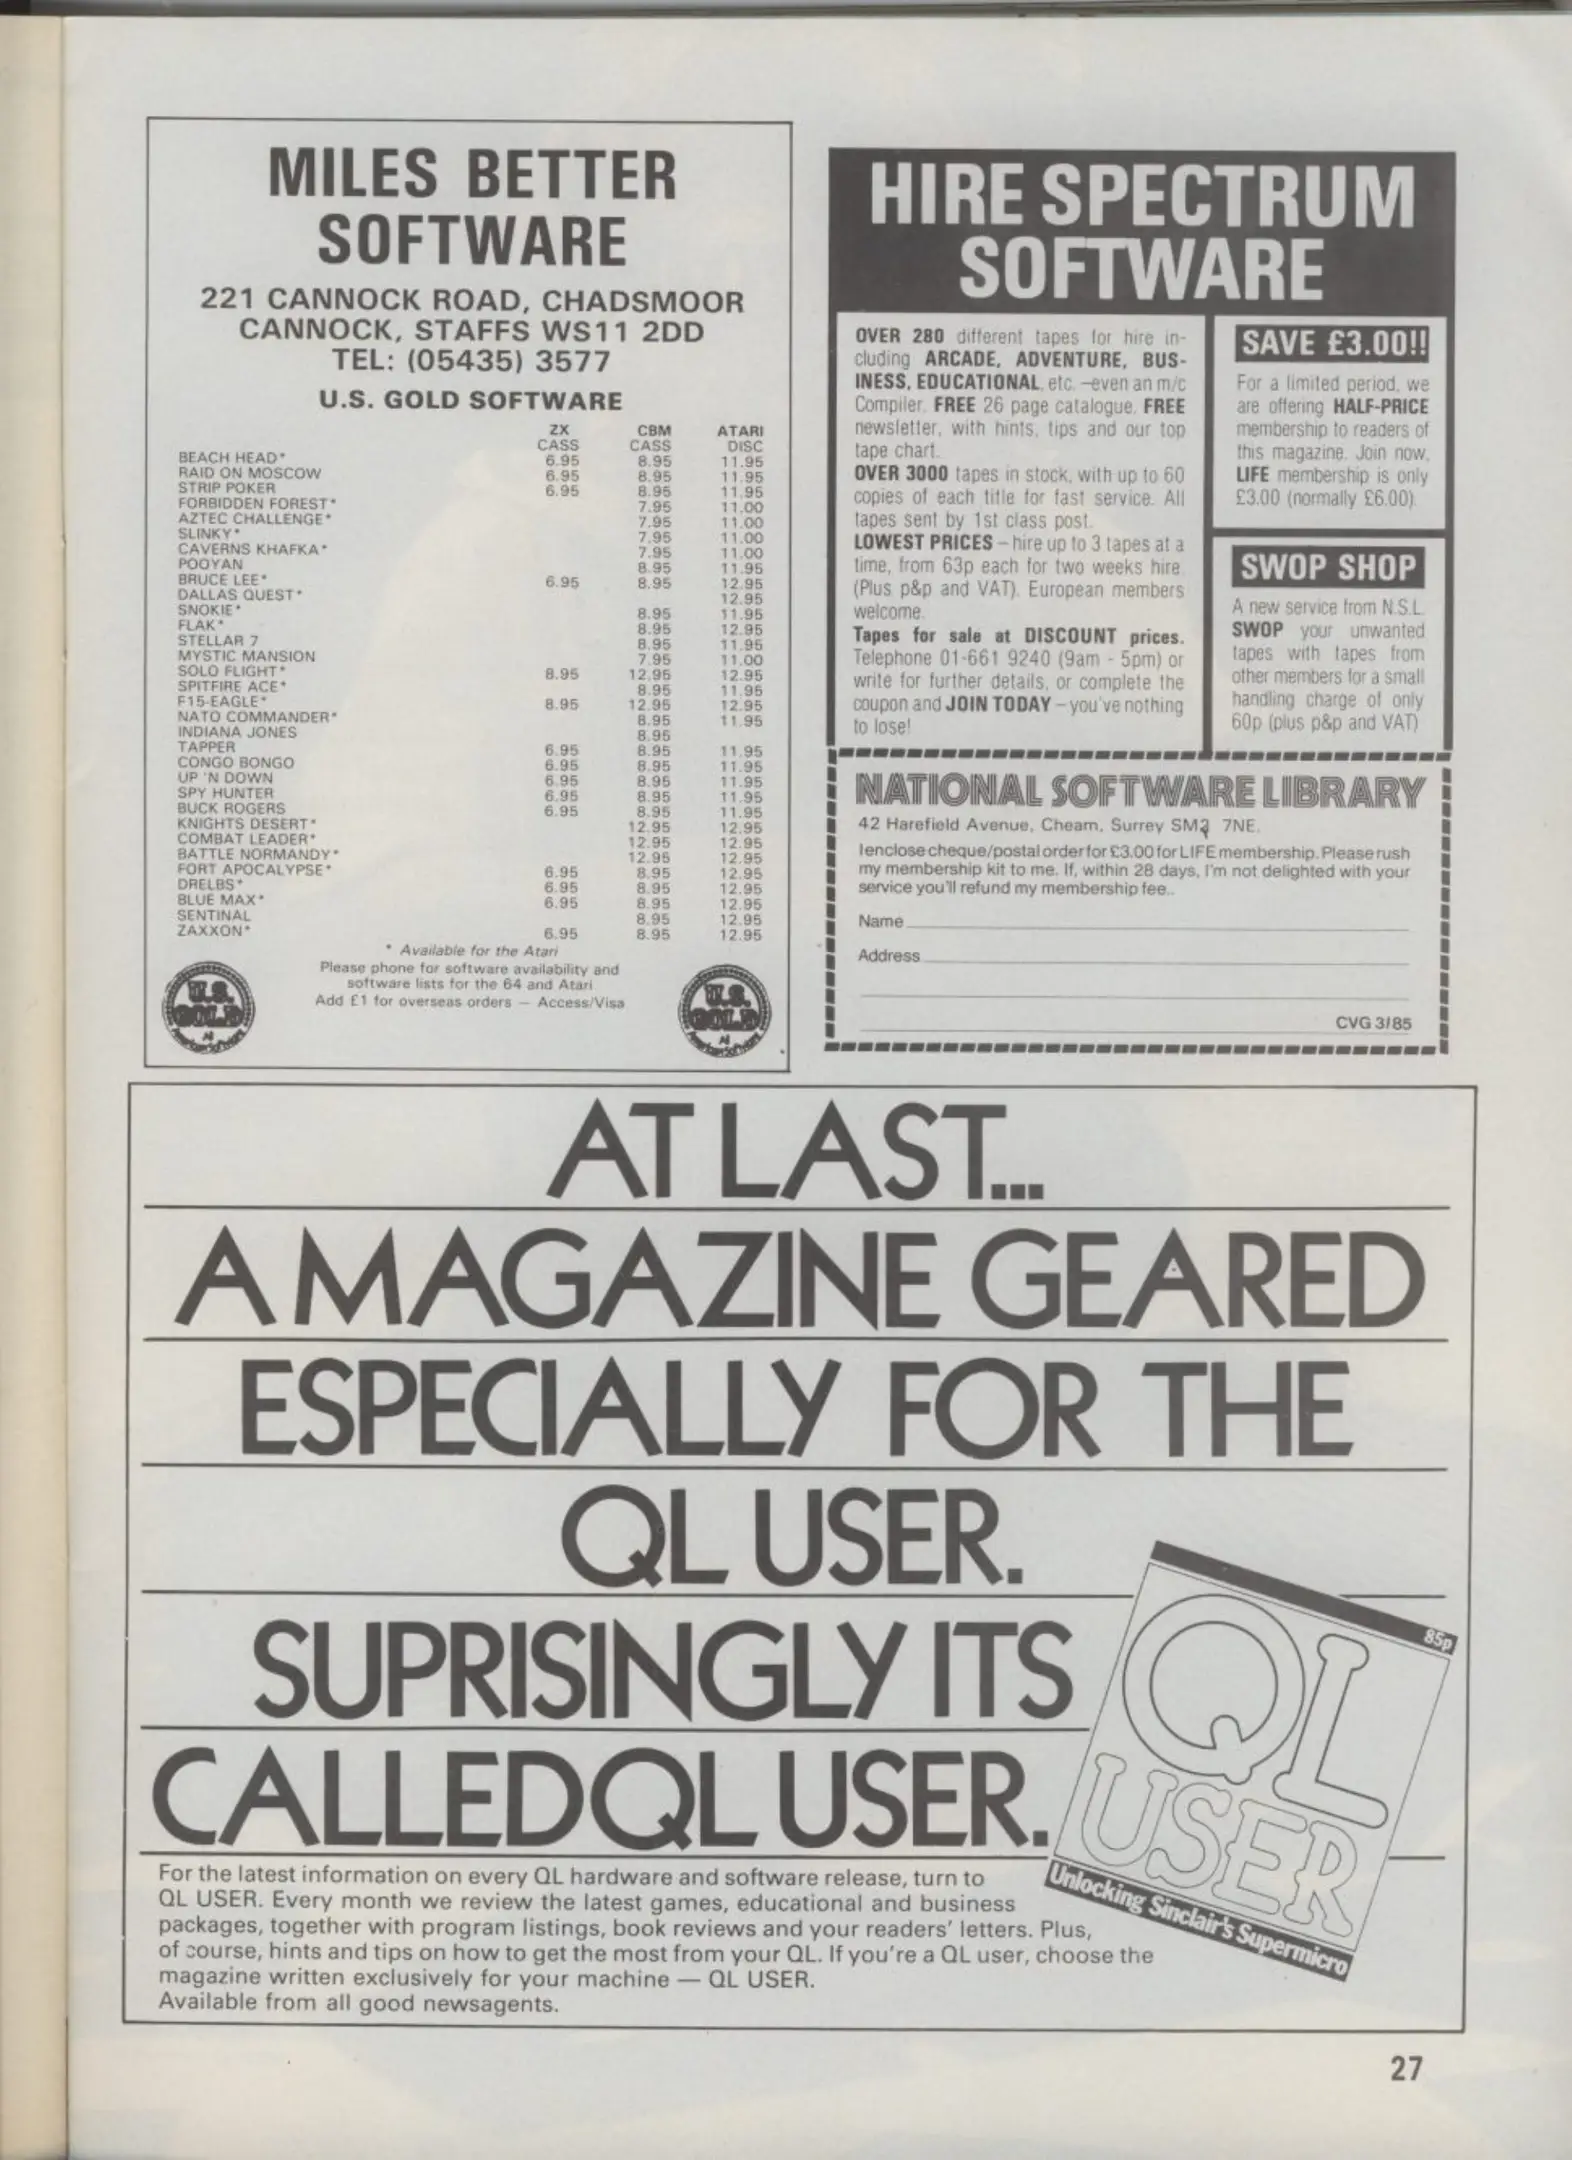 MILES BETTER
SOFTWARE
221 CANNOCK ROAD, CHADSMOOR
CANNOCK, STAFFS WS11 2DD
TEL: (05435) 3577
U.S. GOLD SOFTWARE
ZX CBM ATARI
CASS CASS DISC
BEACH HEAD* 6.95 8.95 11.95
RAID ON MOSCOW 6.95 8.95 11.95
STRIP POKER 6.95 8.95 11.95
FORBIDDEN FOREST* 7.95 11.00
AZTEC CHALLENGE* 7.95 11.00
SLINKY* 7.95 11.00
CAVERNS KHAFKA* 7.95 11.00
POOYAN 8.95 11.95
BRUCE LEE* 6.95 8.95 12.95
DALLAS QUEST* 12.95
SNOKIE* 8.95 11.95
FLAK* 8.95 12.95
STELLAR 7 8.95 11.95
MYSTIC MANSION 7.95 11.00
SOLO FLIGHT* 8.95 12.95 12.95
SPITFIRE ACE* 8.95 11.95
F15-EAGLE* 8.95 12.95 12.95
NATO COMMANDER* 8.95 11.95
INDIANA JONES 8.95
TAPPER 6.95 8.95 11.95
CONGO BONGO 6.95 8.95 11.95
UP 'N DOWN 6.95 8.95 11.95
SPY HUNTER 6.95 8.95 11.95
BUCK ROGERS 6.95 8.95 11.95
KNIGHTS DESERT* 12.95 12.95
COMBAT LEADER* 12.95 12.95
BATTLE NORMANDY* 12.95 12.95
FORT APOCALYPSE* 6.95 8.95 12.95
DRELBS* 6.95 8.95 12.95
BLUE MAX* 6.95 8.95 12.95
SENTINAL 8.95 12.95
ZAXXON* 6.95 8.95 12.95
* Available for the Atari
Please phone for software availability and
software lists for the 64 and Atari
Add £1 for overseas orders — Access/Visa
U.S.
GOLD
All
American Software
U.S.
GOLD
All
American Software
HIRE SPECTRUM
SOFTWARE
OVER 280 different tapes for hire in-
cluding ARCADE, ADVENTURE, BUS-
INESS, EDUCATIONAL, etc. –even an m/c
Compiler. FREE 26 page catalogue. FREE
newsletter, with hints, tips and our top
tape chart.
OVER 3000 tapes in stock, with up to 60
copies of each title for fast service. All
tapes sent by 1st class post.
LOWEST PRICES – hire up to 3 tapes at a
time, from 63p each for two weeks hire.
(Plus p&p and VAT). European members
welcome.
Tapes for sale at DISCOUNT prices.
Telephone 01-661 9240 (9am - 5pm) or
write for further details, or complete the
coupon and JOIN TODAY – you've nothing
to lose!
SAVE £3.00!!
For a limited period, we
are offering HALF-PRICE
membership to readers of
this magazine. Join now,
LIFE membership is only
£3.00 (normally £6.00).
SWOP SHOP
A new service from N.S.L.
SWOP your unwanted
tapes with tapes from
other members for a small
handling charge of only
60p (plus p&p and VAT)
NATIONAL SOFTWARE LIBRARY
42 Harefield Avenue, Cheam, Surrey SM2 7NE.
I enclose cheque/postal order for £3.00 for LIFE membership. Please rush
my membership kit to me. If, within 28 days, I'm not delighted with your
service you'll refund my membership fee..
Name
Address
CVG 3/85
AT LAST...
A MAGAZINE GEARED
ESPECIALLY FOR THE
QL USER.
SUPRISINGLY ITS
CALLED QL USER.
85p
QL
USER
Unlocking Sinclair's Supermicro
For the latest information on every QL hardware and software release, turn to
QL USER. Every month we review the latest games, educational and business
packages, together with program listings, book reviews and your readers' letters. Plus,
of course, hints and tips on how to get the most from your QL. If you're a QL user, choose the
magazine written exclusively for your machine — QL USER.
Available from all good newsagents.
27